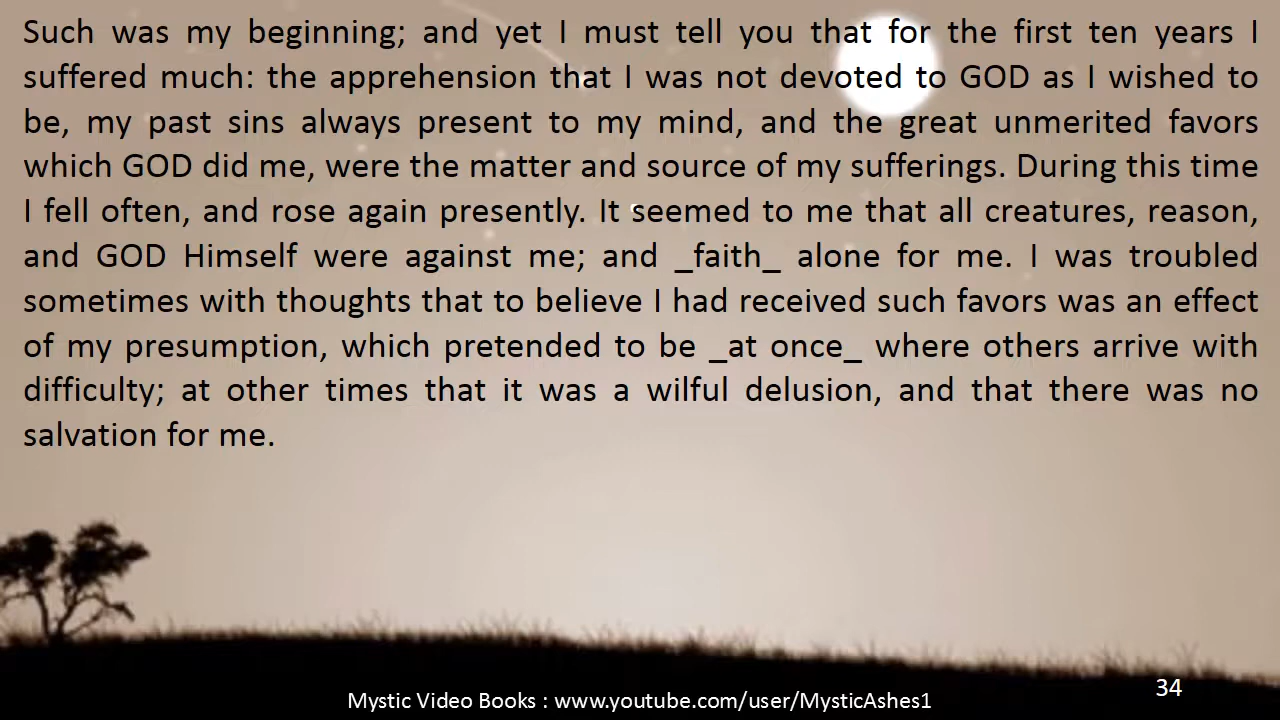 Such was my beginning; and yet I must tell you that for the first ten years I
suffered much: the apprehension that I was not devoted to GOD as I wished to
be, my past sins always present to my mind, and the great unmerited favors
which GOD did me, were the matter and source of my sufferings. During this time
I fell often, and rose again presently. It seemed to me that all creatures, reason,
and GOD Himself were against me; and _faith_ alone for me. I was troubled
sometimes with thoughts that to believe I had received such favors was an effect
of my presumption, which pretended to be _at once_ where others arrive with
difficulty; at other times that it was a wilful delusion, and that there was no
salvation for me.
34
Mystic Video Books : www.youtube.com/user/MysticAshes1